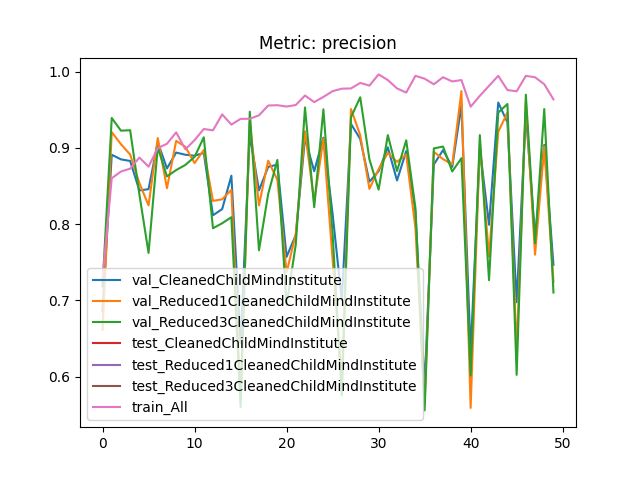 Metric: precision
1.0
0.9
0.8
0.7
0.6
val_CleanedChildMindInstitute
val_Reduced1CleanedChildMindInstitute
val_Reduced3CleanedChildMindInstitute
test_CleanedChildMindInstitute
test_Reduced1CleanedChildMindInstitute
test_Reduced3CleanedChildMindInstitute
train_All
0 10 20 30 40 50